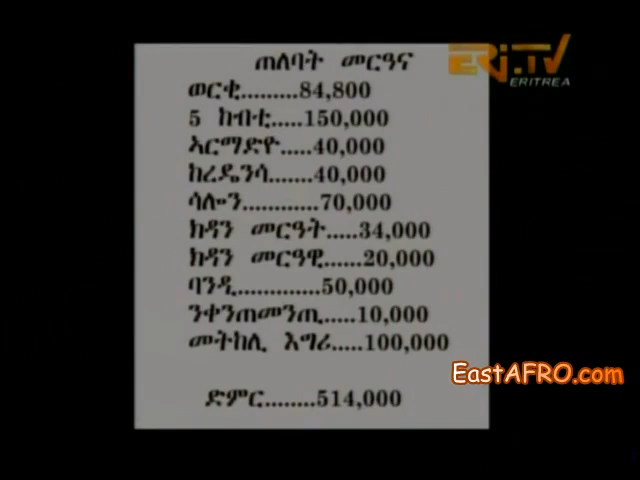 ERi.TV
ERITREA
ጠለባት መርዓና
ወርቂ.........84,800
5 ከብቲ.....150,000
ኣርማድዮ.....40,000
ከረዴንሳ.......40,000
ሳሎን............70,000
ክዳን መርዓት.....34,000
ክዳን መርዓዊ......20,000
ባንዲ.............50,000
ንቀንጠመንጢ.....10,000
መትከሊ እግሪ.....100,000
ድምር........514,000
EastAFRO.com